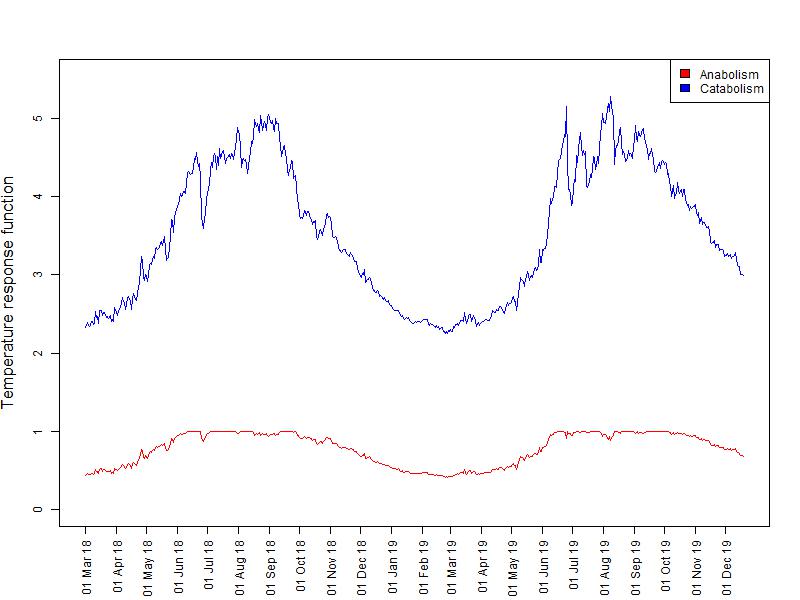 Anabolism
Catabolism
Temperature response function
5
4
3
2
1
0
01 Mar 18
01 Apr 18
01 May 18
01 Jun 18
01 Jul 18
01 Aug 18
01 Sep 18
01 Oct 18
01 Nov 18
01 Dec 18
01 Jan 19
01 Feb 19
01 Mar 19
01 Apr 19
01 May 19
01 Jun 19
01 Jul 19
01 Aug 19
01 Sep 19
01 Oct 19
01 Nov 19
01 Dec 19